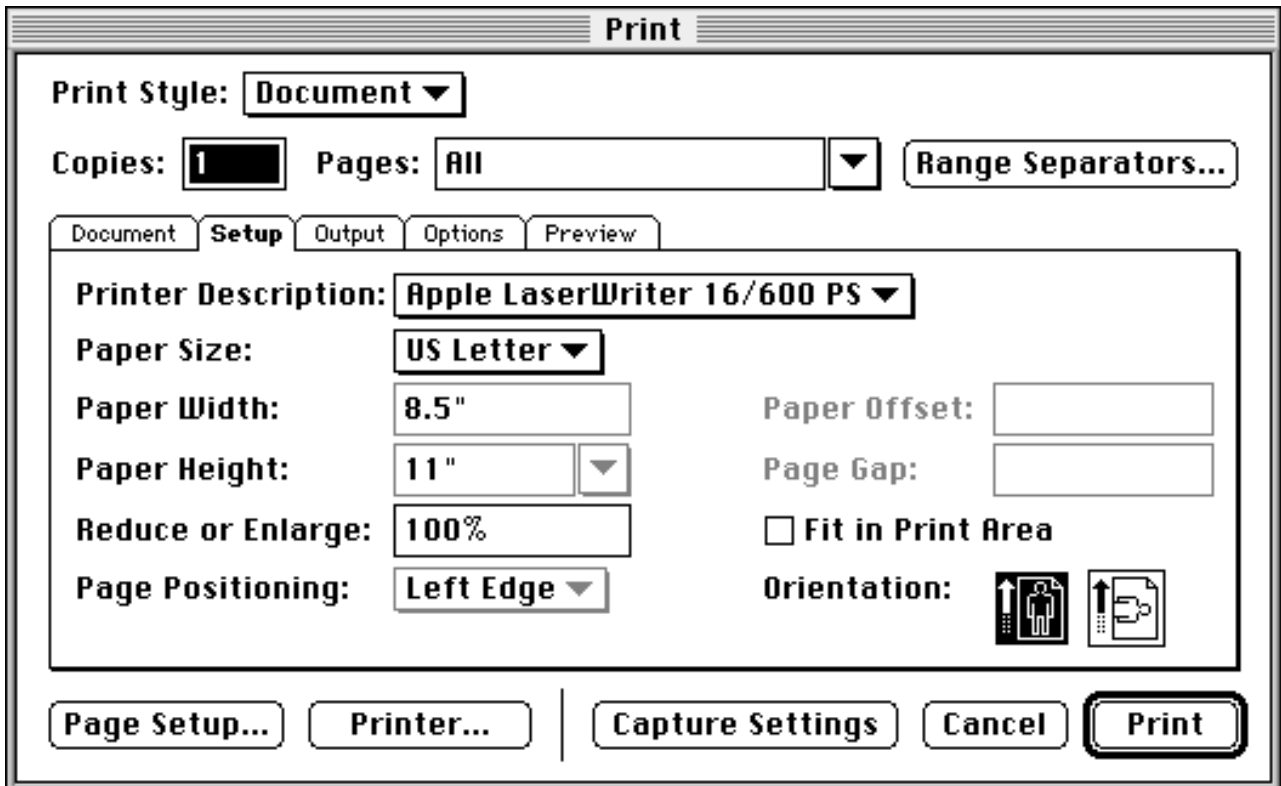 Print
Print Style: Document
Copies: 1 Pages: All Range Separators...
Document Setup Output Options Preview
Printer Description: Apple LaserWriter 16/600 PS
Paper Size: US Letter
Paper Width: 8.5" Paper Offset:
Paper Height: 11" Page Gap:
Reduce or Enlarge: 100% Fit in Print Area
Page Positioning: Left Edge Orientation:
Page Setup... Printer... Capture Settings Cancel Print